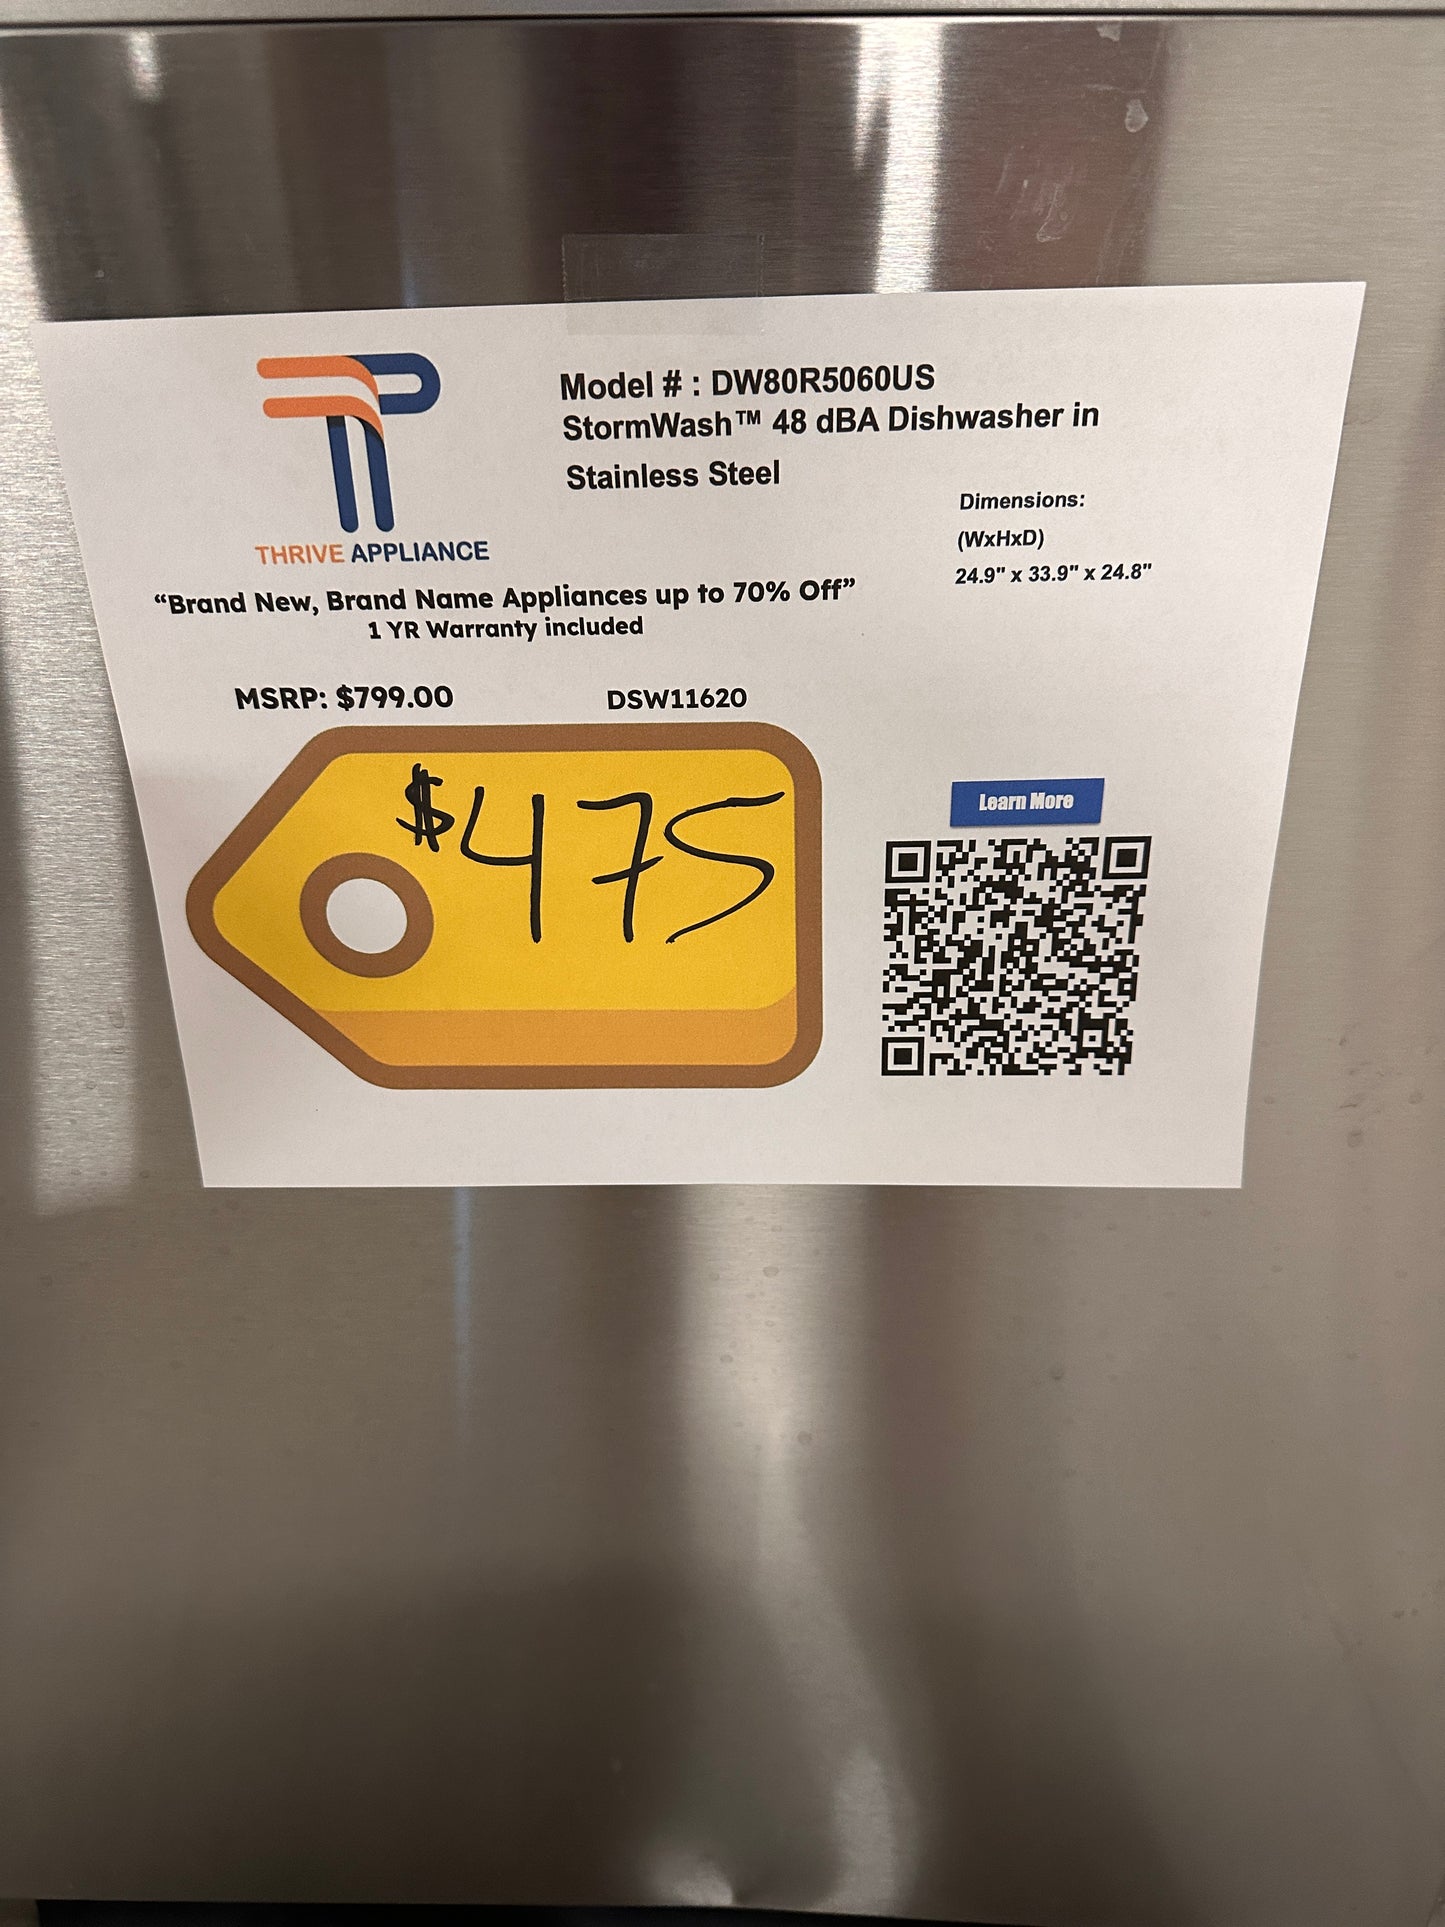 THRIVE APPLIANCE
Model # : DW80R5060US
StormWash™ 48 dBA Dishwasher in
Stainless Steel
Dimensions:
(WxHxD)
24.9" x 33.9" x 24.8"
“Brand New, Brand Name Appliances up to 70% Off”
1 YR Warranty included
MSRP: $799.00
DSW11620
$475
Learn More